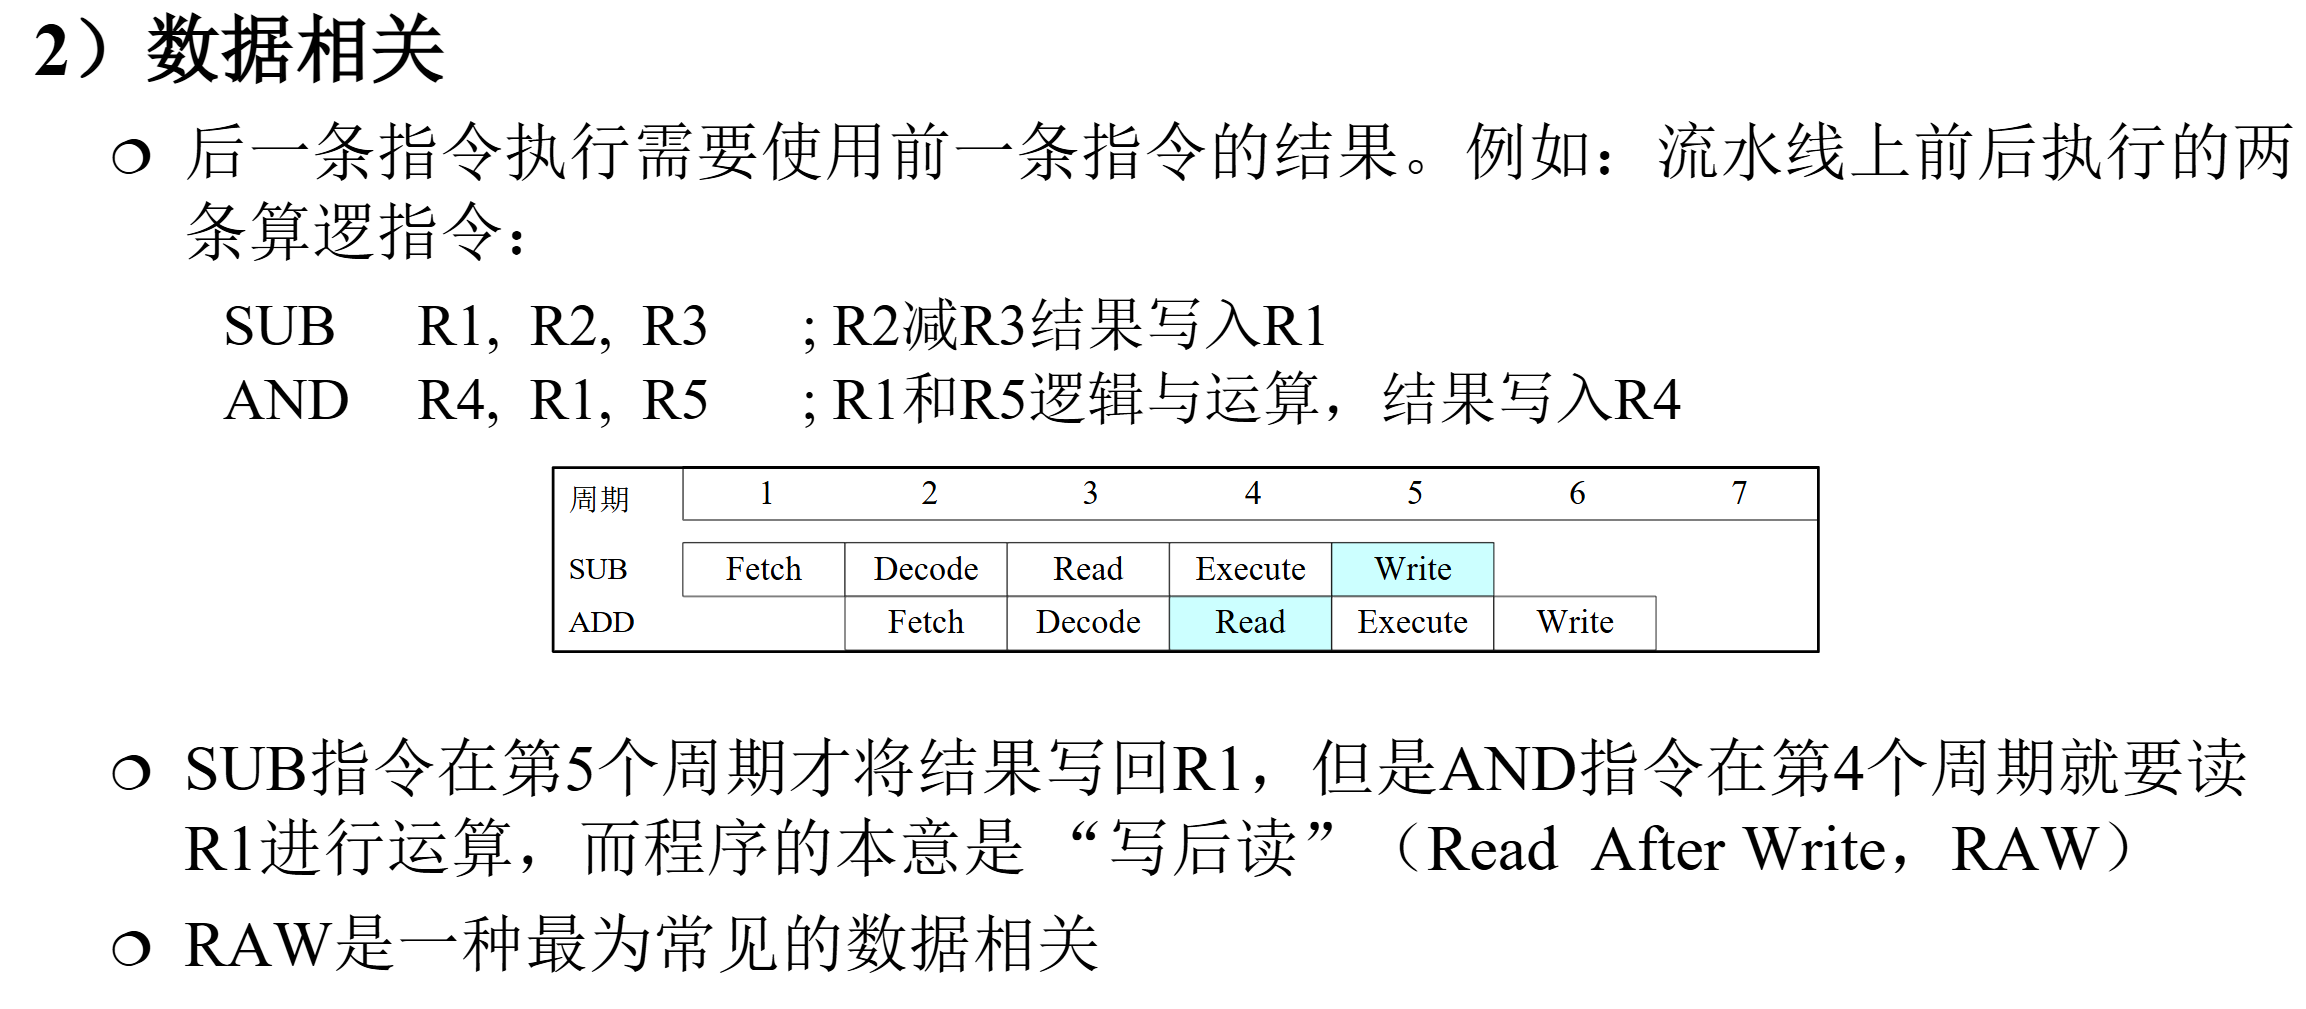 2）数据相关
后一条指令执行需要使用前一条指令的结果。例如：流水线上前后执行的两
条算逻指令：
SUB R1, R2, R3 ; R2减R3结果写入R1
AND R4, R1, R5 ; R1和R5逻辑与运算，结果写入R4
周期 1 2 3 4 5 6 7
SUB Fetch Decode Read Execute Write
ADD Fetch Decode Read Execute Write
SUB指令在第5个周期才将结果写回R1，但是AND指令在第4个周期就要读
R1进行运算，而程序的本意是“写后读”（Read After Write，RAW）
RAW是一种最为常见的数据相关